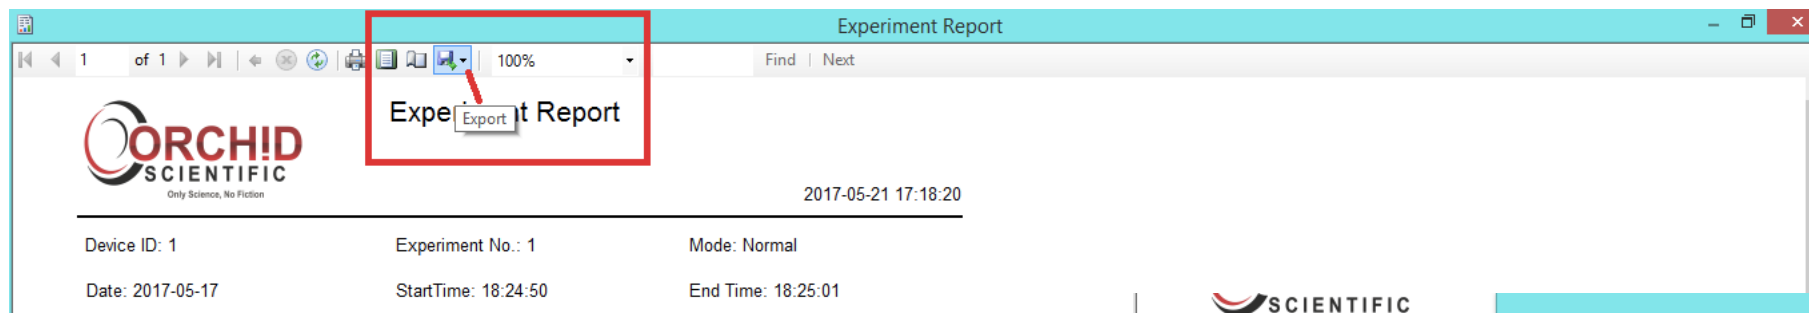 Experiment Report
1 of 1 100% Find | Next
Experiment Report
Export
ORCH!D
SCIENTIFIC
Only Science, No Fiction
2017-05-21 17:18:20
Device ID: 1 Experiment No.: 1 Mode: Normal
Date: 2017-05-17 StartTime: 18:24:50 End Time: 18:25:01
SCIENTIFIC